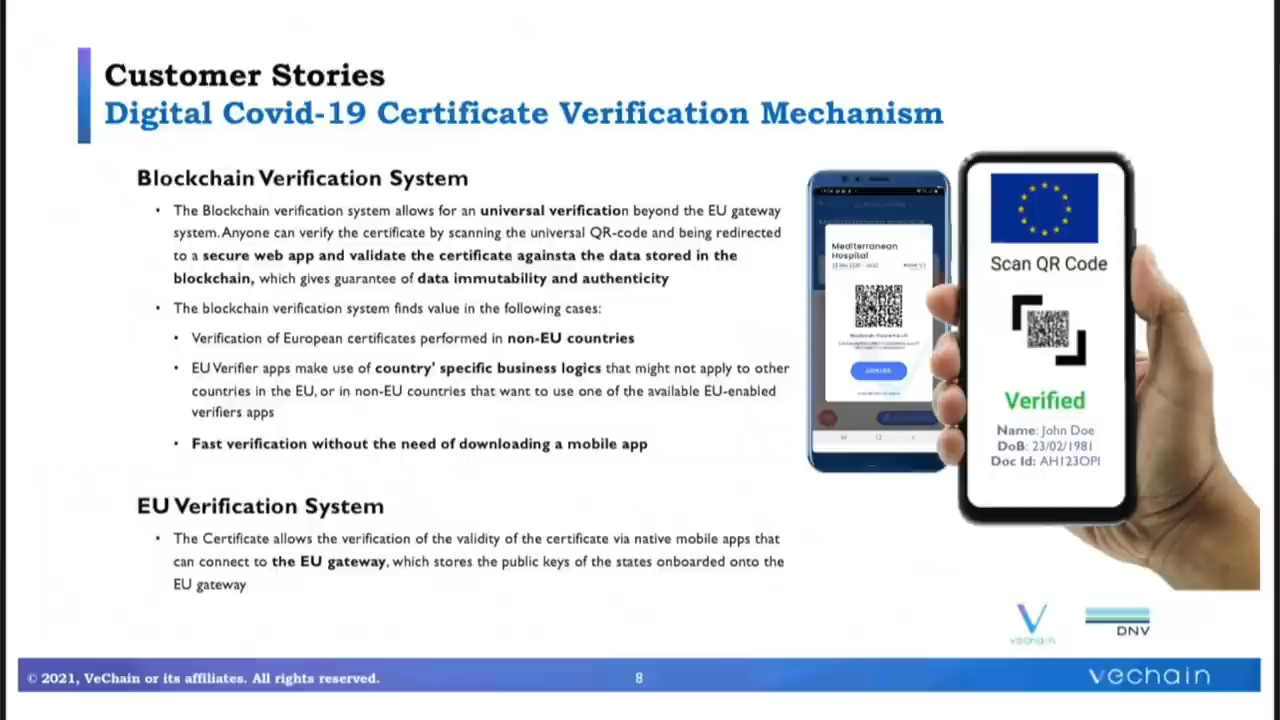 Customer Stories
Digital Covid-19 Certificate Verification Mechanism
Blockchain Verification System
• The Blockchain verification system allows for an universal verification beyond the EU gateway
system. Anyone can verify the certificate by scanning the universal QR-code and being redirected
to a secure web app and validate the certificate againsta the data stored in the
blockchain, which gives guarantee of data immutability and authenticity
• The blockchain verification system finds value in the following cases:
• Verification of European certificates performed in non-EU countries
• EU Verifier apps make use of country' specific business logics that might not apply to other
countries in the EU, or in non-EU countries that want to use one of the available EU-enabled
verifiers apps
• Fast verification without the need of downloading a mobile app
EU Verification System
• The Certificate allows the verification of the validity of the certificate via native mobile apps that
can connect to the EU gateway, which stores the public keys of the states onboarded onto the
EU gateway
Mediterranean
Hospital
Scan QR Code
Verified
Name: John Doe
DoB: 23/02/1981
Doc Id: AH123OPI
vechain
DNV
© 2021, VeChain or its affiliates. All rights reserved.
8
vechain